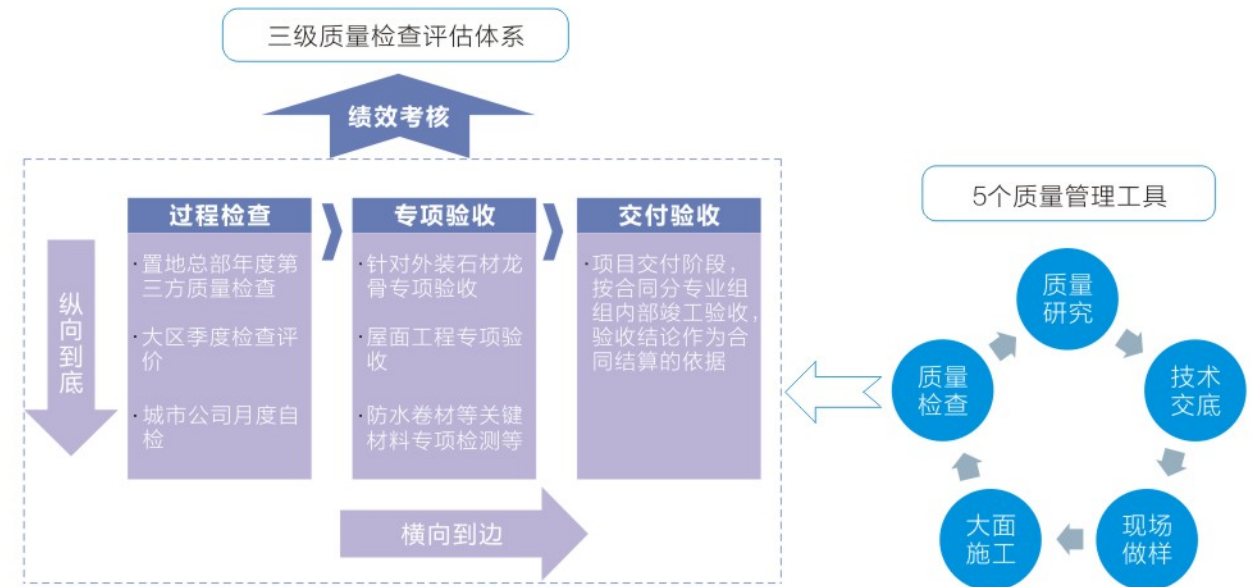 三级质量检查评估体系
绩效考核
纵向到底
过程检查
·置地总部年度第
三方质量检查
·大区季度检查评
价
·城市公司月度自
检
专项验收
·针对外装石材龙
骨专项验收
·屋面工程专项验
收
·防水卷材等关键
材料专项检测等
交付验收
·项目交付阶段，
按合同分专业组
组内部竣工验收，
验收结论作为合
同结算的依据
横向到边
5个质量管理工具
质量
研究
技术
交底
现场
做样
大面
施工
质量
检查